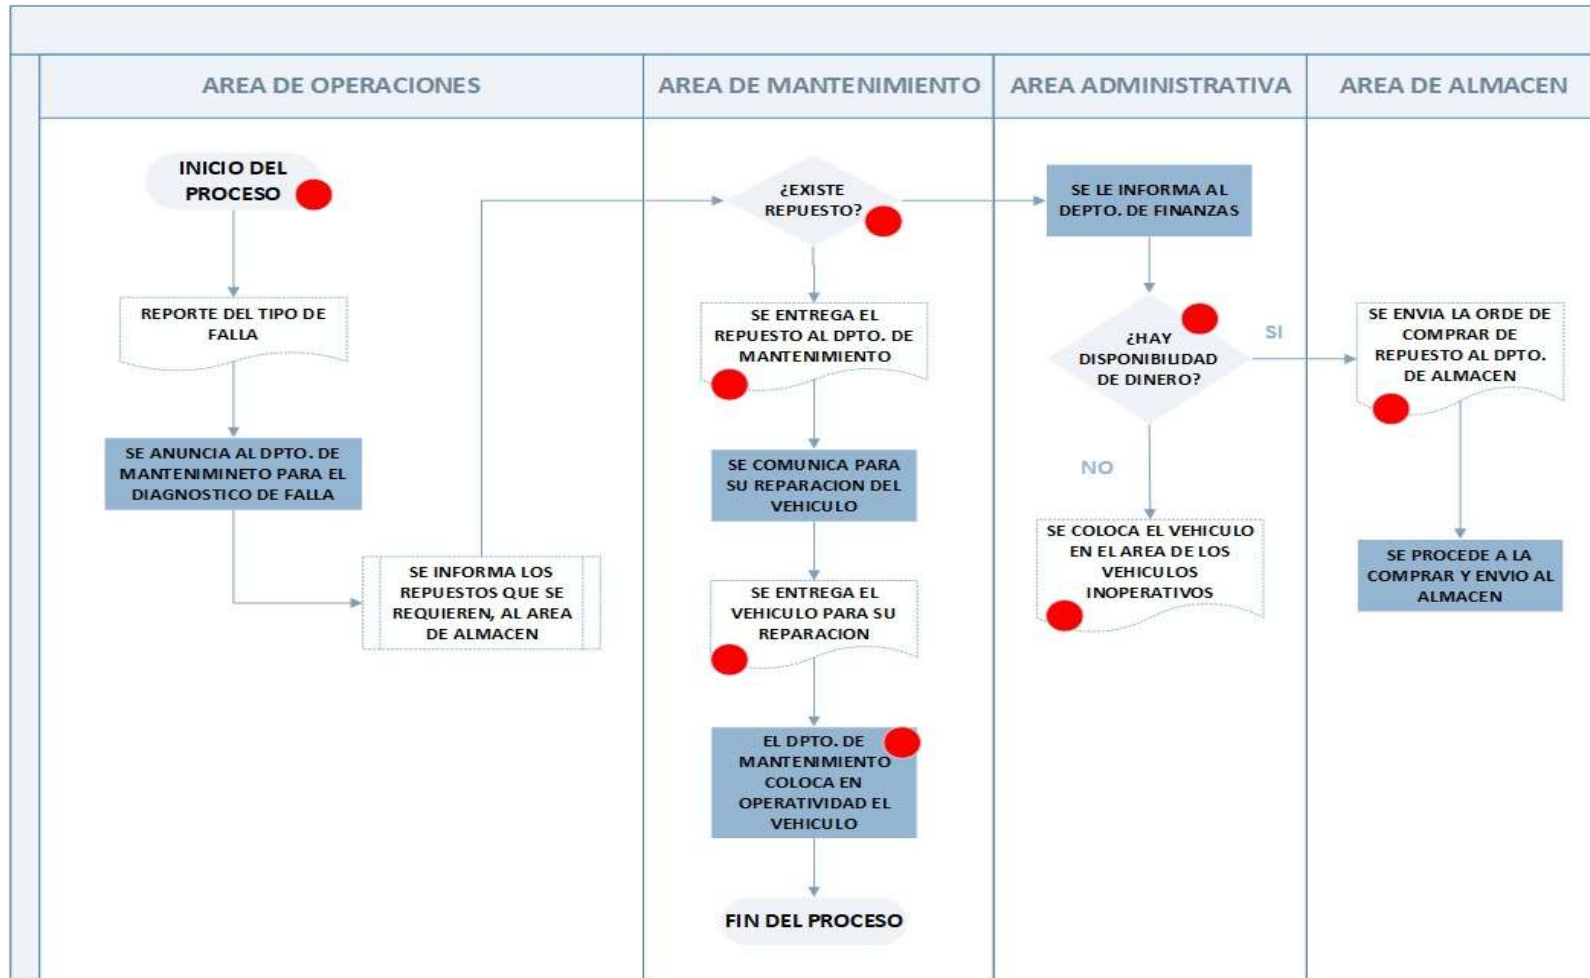 AREA DE OPERACIONES
AREA DE MANTENIMIENTO
AREA ADMINISTRATIVA
AREA DE ALMACEN
INICIO DEL
PROCESO
REPORTE DEL TIPO DE
FALLA
SE ANUNCIA AL DPTO. DE
MANTENIMINETO PARA EL
DIAGNOSTICO DE FALLA
SE INFORMA LOS
REPUESTOS QUE SE
REQUIEREN, AL AREA
DE ALMACEN
¿EXISTE
REPUESTO?
SE ENTREGA EL
REPUESTO AL DPTO. DE
MANTENIMIENTO
SE COMUNICA PARA
SU REPARACION DEL
VEHICULO
SE ENTREGA EL
VEHICULO PARA SU
REPARACION
EL DPTO. DE
MANTENIMIENTO
COLOCA EN
OPERATIVIDAD EL
VEHICULO
FIN DEL PROCESO
SE LE INFORMA AL
DEPTO. DE FINANZAS
¿HAY
DISPONIBILIDAD
DE DINERO?
SI
NO
SE COLOCA EL VEHICULO
EN EL AREA DE LOS
VEHICULOS
INOPERATIVOS
SE ENVIA LA ORDE DE
COMPRAR DE
REPUESTO AL DPTO.
DE ALMACEN
SE PROCEDE A LA
COMPRAR Y ENVIO AL
ALMACEN